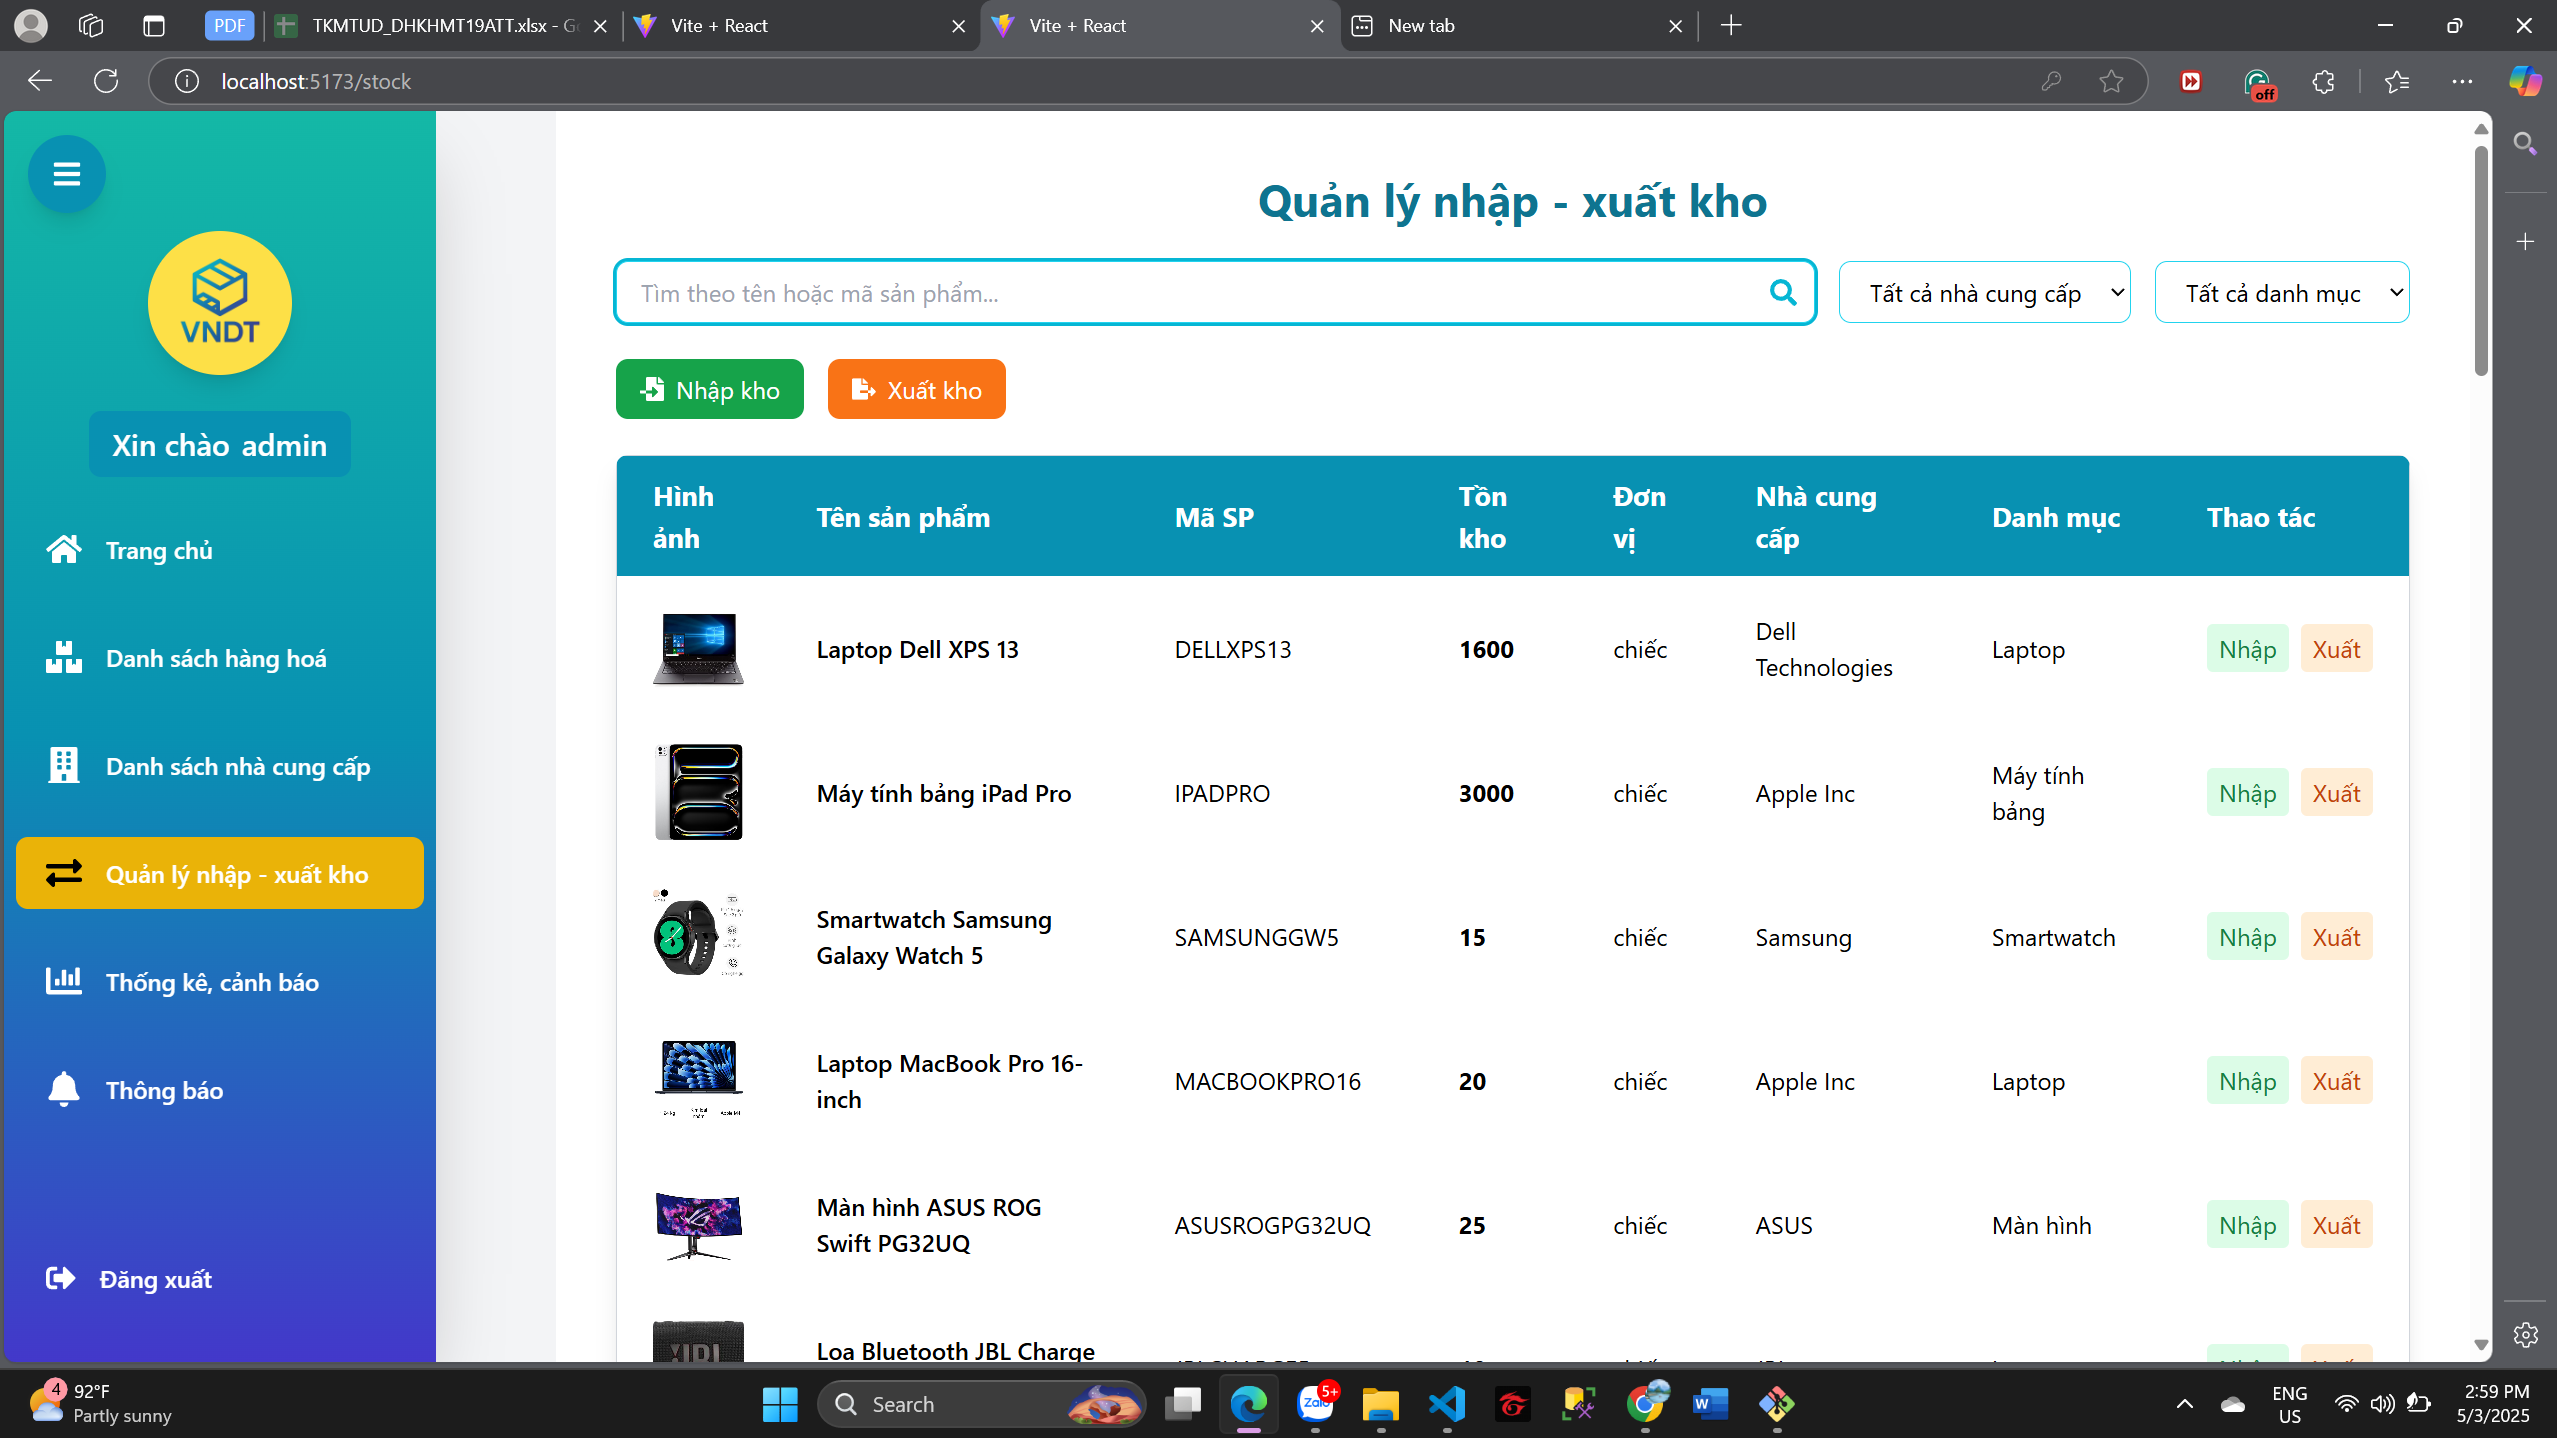 PDF
TKMTUD_DHKHMT19ATT.xlsx - Go
Vite + React
Vite + React
New tab
localhost:5173/stock
off
VNDT
Xin chào admin
Trang chủ
Danh sách hàng hoá
Danh sách nhà cung cấp
Quản lý nhập - xuất kho
Thống kê, cảnh báo
Thông báo
Đăng xuất
Quản lý nhập - xuất kho
Tìm theo tên hoặc mã sản phẩm...
Tất cả nhà cung cấp
Tất cả danh mục
Nhập kho
Xuất kho
Hình ảnh
Tên sản phẩm
Mã SP
Tồn kho
Đơn vị
Nhà cung cấp
Danh mục
Thao tác
Laptop Dell XPS 13
DELLXPS13
1600
chiếc
Dell
Technologies
Laptop
Nhập
Xuất
Máy tính bảng iPad Pro
IPADPRO
3000
chiếc
Apple Inc
Máy tính
bảng
Nhập
Xuất
Smartwatch Samsung
Galaxy Watch 5
SAMSUNGGW5
15
chiếc
Samsung
Smartwatch
Nhập
Xuất
Laptop MacBook Pro 16-
inch
MACBOOKPRO16
20
chiếc
Apple Inc
Laptop
Nhập
Xuất
Màn hình ASUS ROG
Swift PG32UQ
ASUSROGPG32UQ
25
chiếc
ASUS
Màn hình
Nhập
Xuất
Loa Bluetooth JBL Charge
4
92°F
Partly sunny
Search
Zalo
5+
ENG
US
2:59 PM
5/3/2025